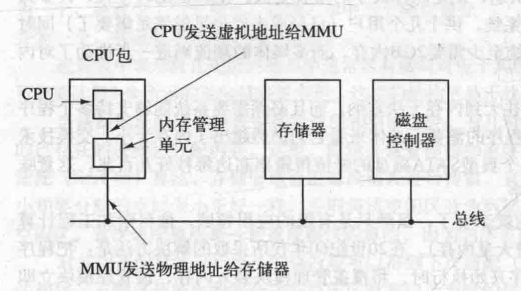 CPU发送虚拟地址给MMU
CPU包
CPU
内存管理
单元
存储器
磁盘
控制器
总线
MMU发送物理地址给存储器